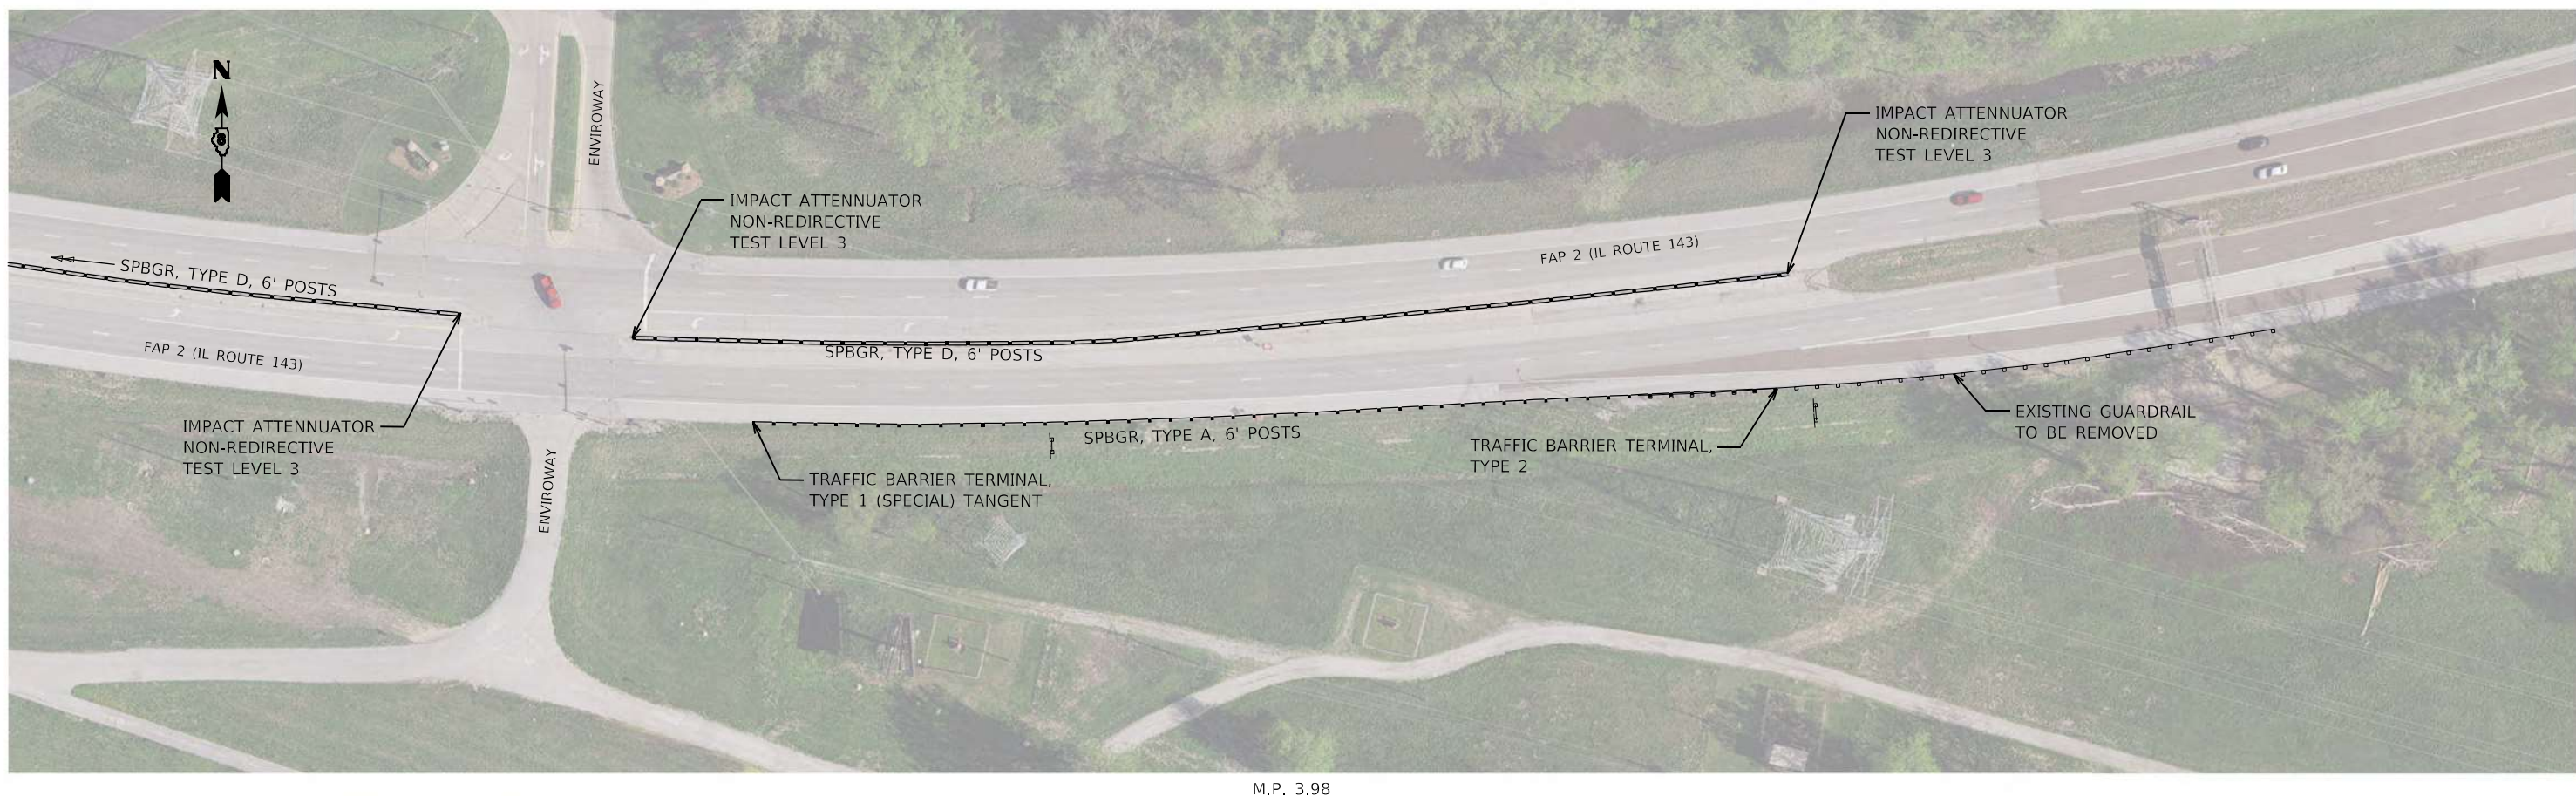 N
8
ENVIROWAY
IMPACT ATTENNUATOR
NON-REDIRECTIVE
TEST LEVEL 3
IMPACT ATTENNUATOR
NON-REDIRECTIVE
TEST LEVEL 3
FAP 2 (IL ROUTE 143)
SPBGR, TYPE D, 6' POSTS
FAP 2 (IL ROUTE 143)
SPBGR, TYPE D, 6' POSTS
IMPACT ATTENNUATOR
NON-REDIRECTIVE
TEST LEVEL 3
ENVIROWAY
SPBGR, TYPE A, 6' POSTS
TRAFFIC BARRIER TERMINAL,
TYPE 1 (SPECIAL) TANGENT
TRAFFIC BARRIER TERMINAL,
TYPE 2
EXISTING GUARDRAIL
TO BE REMOVED
M.P. 3.98